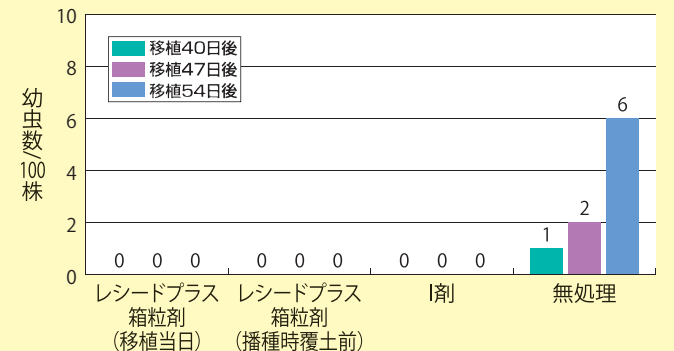 10
8
6
4
2
0
幼虫数/100株
移植40日後
移植47日後
移植54日後
0 0 0
0 0 0
0 0 0
1
2
6
レシードプラス
箱粒剤
(移植当日)
レシードプラス
箱粒剤
(播種時覆土前)
I剤
無処理